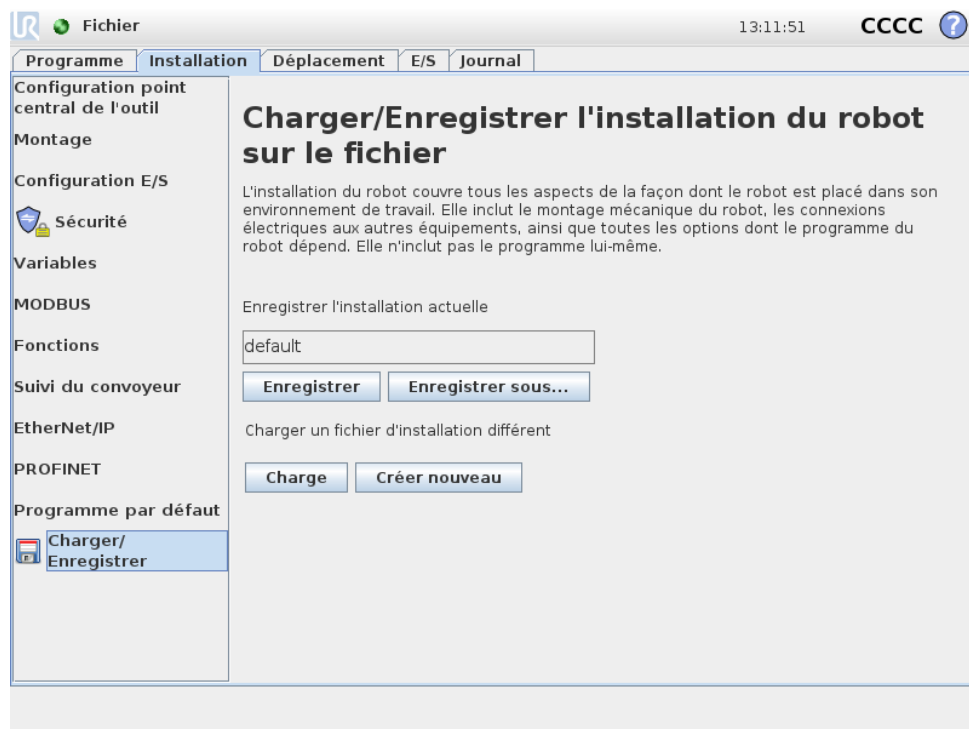 UR Fichier 13:11:51 CCCC ?
Programme Installation Déplacement E/S Journal
Configuration point
central de l'outil
Montage
Configuration E/S
Sécurité
Variables
MODBUS
Fonctions
Suivi du convoyeur
EtherNet/IP
PROFINET
Programme par défaut
Charger/
Enregistrer
Charger/Enregistrer l'installation du robot
sur le fichier
L'installation du robot couvre tous les aspects de la façon dont le robot est placé dans son
environnement de travail. Elle inclut le montage mécanique du robot, les connexions
électriques aux autres équipements, ainsi que toutes les options dont le programme du
robot dépend. Elle n'inclut pas le programme lui-même.
Enregistrer l'installation actuelle
default
Enregistrer Enregistrer sous...
Charger un fichier d'installation différent
Charge Créer nouveau